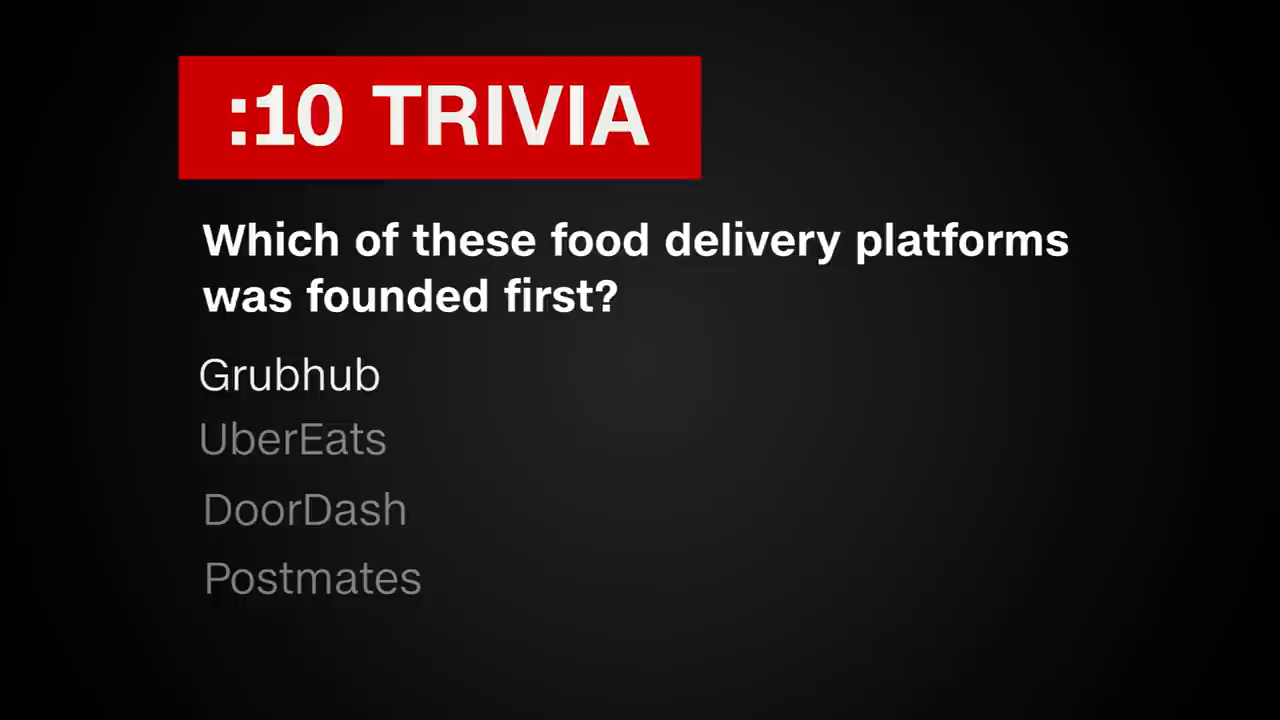 :10 TRIVIA
Which of these food delivery platforms
was founded first?
Grubhub
UberEats
DoorDash
Postmates